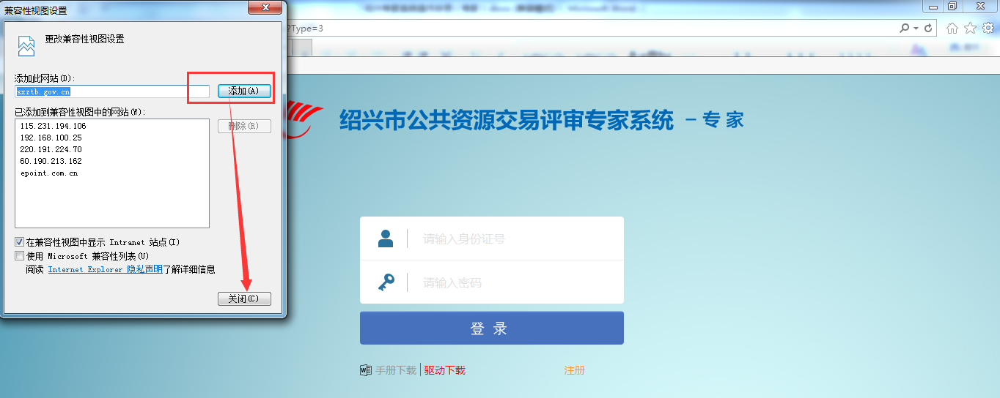 兼容性视图设置
?Type=3
更改兼容性视图设置
添加此网站(D):
sxztb.gov.cn
添加(A)
已添加到兼容性视图中的网站(W):
115.231.194.106
192.168.100.25
220.191.224.70
60.190.213.162
epoint.com.cn
删除(R)
在兼容性视图中显示 Intranet 站点(I)
使用 Microsoft 兼容性列表(U)
阅读 Internet Explorer 隐私声明了解详细信息
关闭(C)
绍兴市公共资源交易评审专家系统 – 专家
请输入身份证号
请输入密码
登 录
手册下载 驱动下载 注册